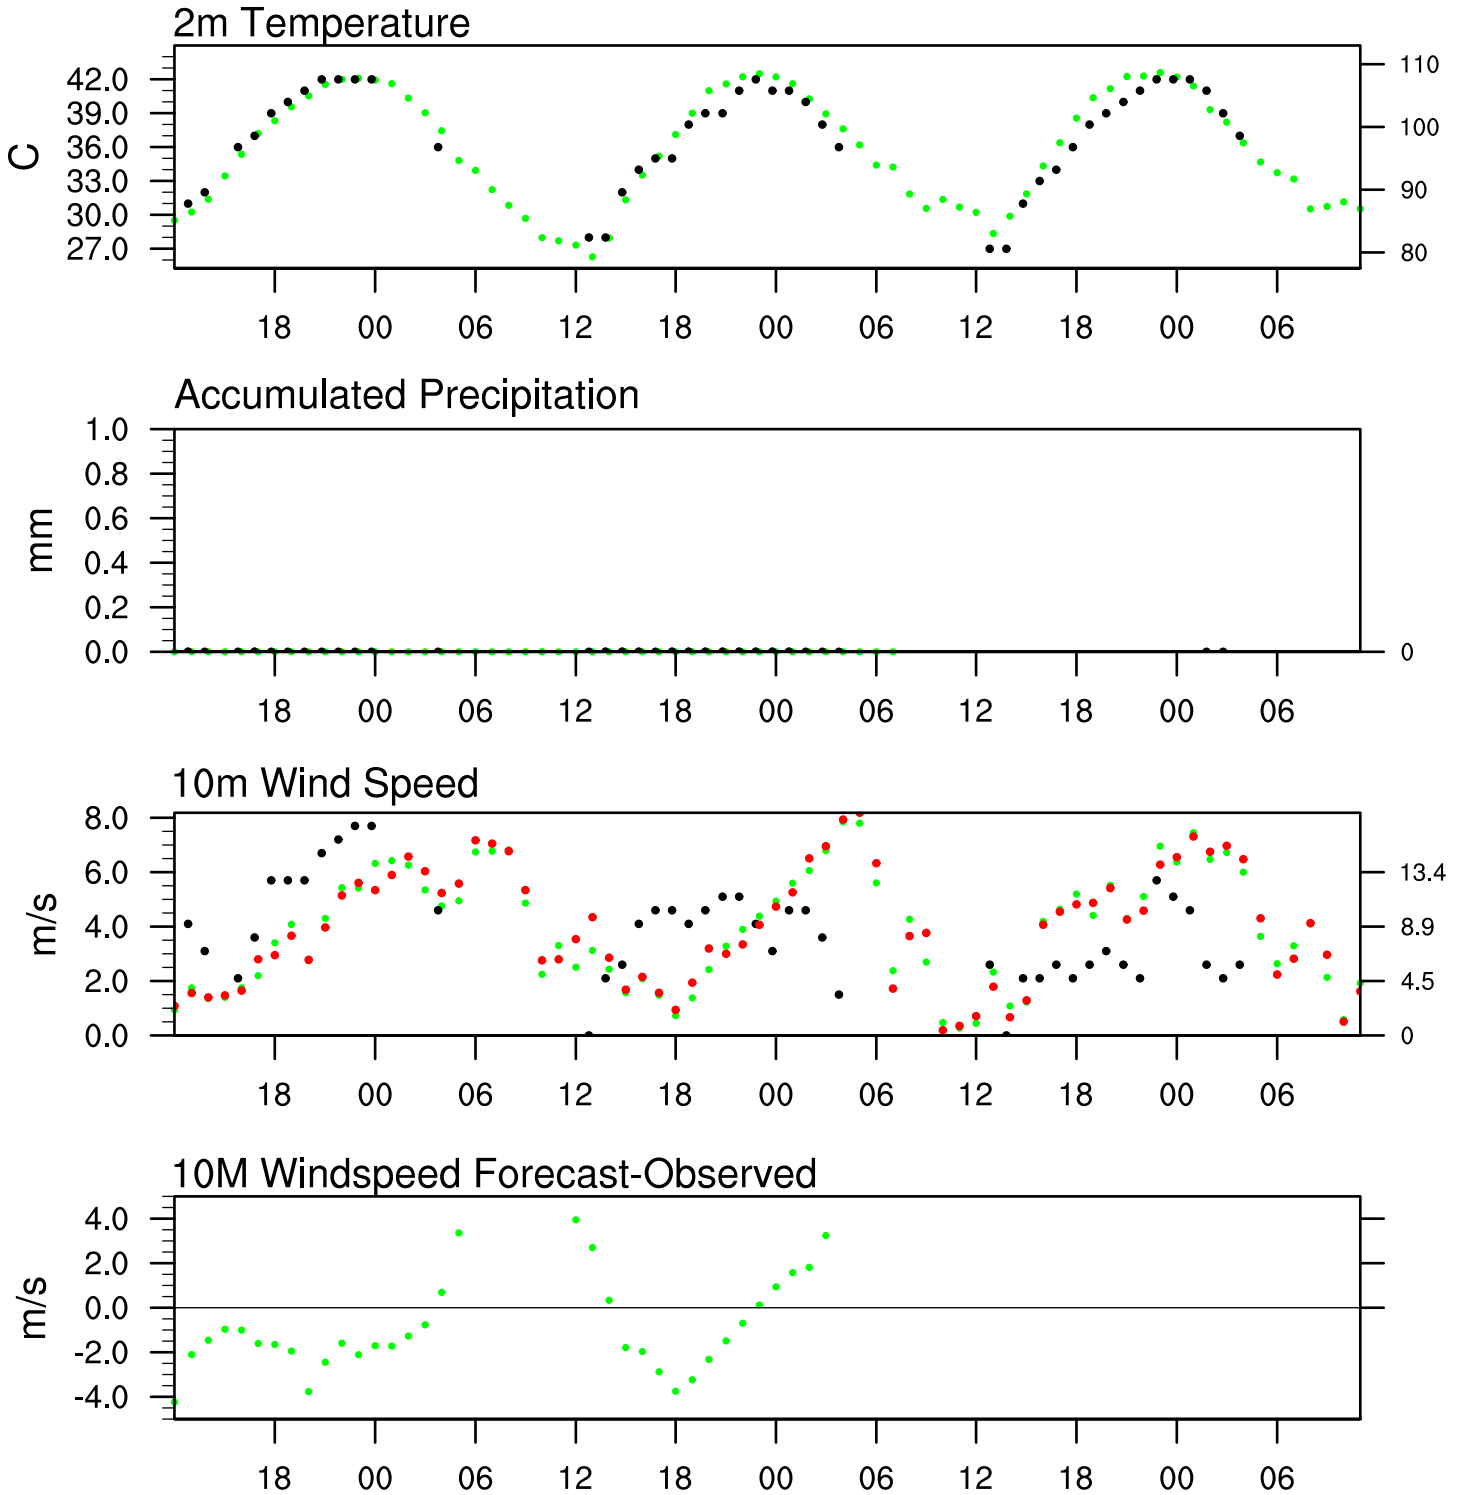 2m Temperature
42.0
39.0
36.0
33.0
30.0
27.0
C
110
100
90
80
18 00 06 12 18 00 06 12 18 00 06
Accumulated Precipitation
1.0
0.8
0.6
0.4
0.2
0.0
mm
0
18 00 06 12 18 00 06 12 18 00 06
10m Wind Speed
8.0
6.0
4.0
2.0
0.0
m/s
13.4
8.9
4.5
0
18 00 06 12 18 00 06 12 18 00 06
10M Windspeed Forecast-Observed
4.0
2.0
0.0
-2.0
-4.0
m/s
18 00 06 12 18 00 06 12 18 00 06